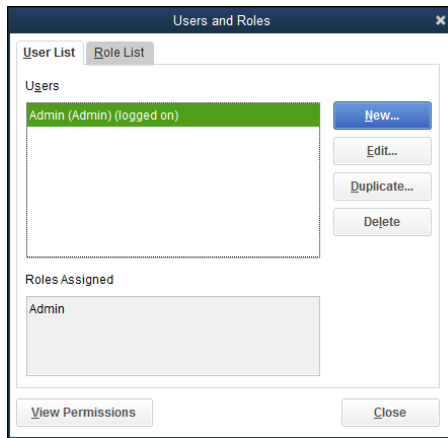 Users and Roles
User List
Role List
Users
Admin (Admin) (logged on)
New...
Edit...
Duplicate...
Delete
Roles Assigned
Admin
View Permissions
Close